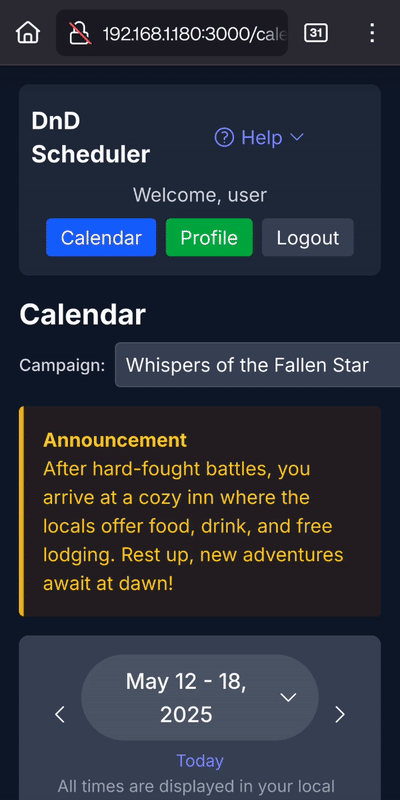 192.168.1.180:3000/cale
31
DnD
Scheduler
Help
Welcome, user
Calendar
Profile
Logout
Calendar
Campaign:
Whispers of the Fallen Star
Announcement
After hard-fought battles, you
arrive at a cozy inn where the
locals offer food, drink, and free
lodging. Rest up, new adventures
await at dawn!
May 12 - 18,
2025
Today
All times are displayed in your local